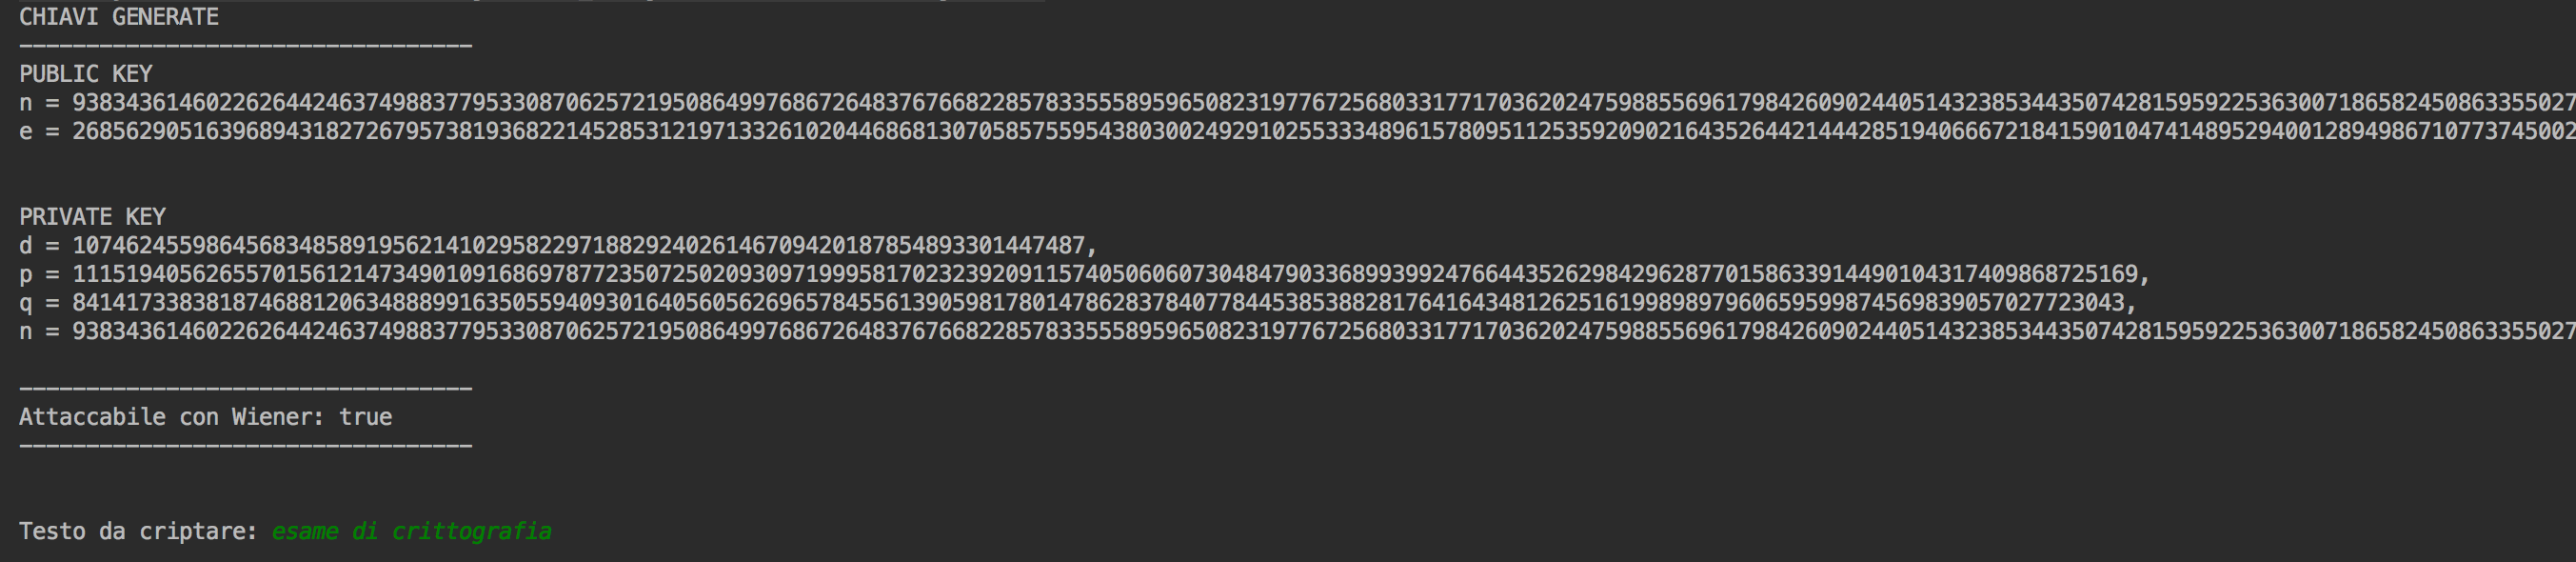 CHIAVI GENERATE
----------------------------------
PUBLIC KEY
n = 93834361460226264424637498837795330870625721950864997686726483767668228578335558959650823197767256803317717036202475988556961798426090244051432385344350742815959225363007186582450863355027
e = 26856290516396894318272679573819368221452853121971332610204468681307058575595438030024929102553334896157809511253592090216435264421444285194066672184159010474148952940012894986710773745002
PRIVATE KEY
d = 1074624559864568348589195621410295822971882924026146709420187854893301447487,
p = 11151940562655701561214734901091686978772350725020930971999581702323920911574050606073048479033689939924766443526298429628770158633914490104317409868725169,
q = 8414173383818746881206348889916350559409301640560562696578455613905981780147862837840778445385388281764164348126251619989897960659599874569839057027723043,
n = 93834361460226264424637498837795330870625721950864997686726483767668228578335558959650823197767256803317717036202475988556961798426090244051432385344350742815959225363007186582450863355027
----------------------------------
Attaccabile con Wiener: true
----------------------------------
Testo da criptare: esame di crittografia